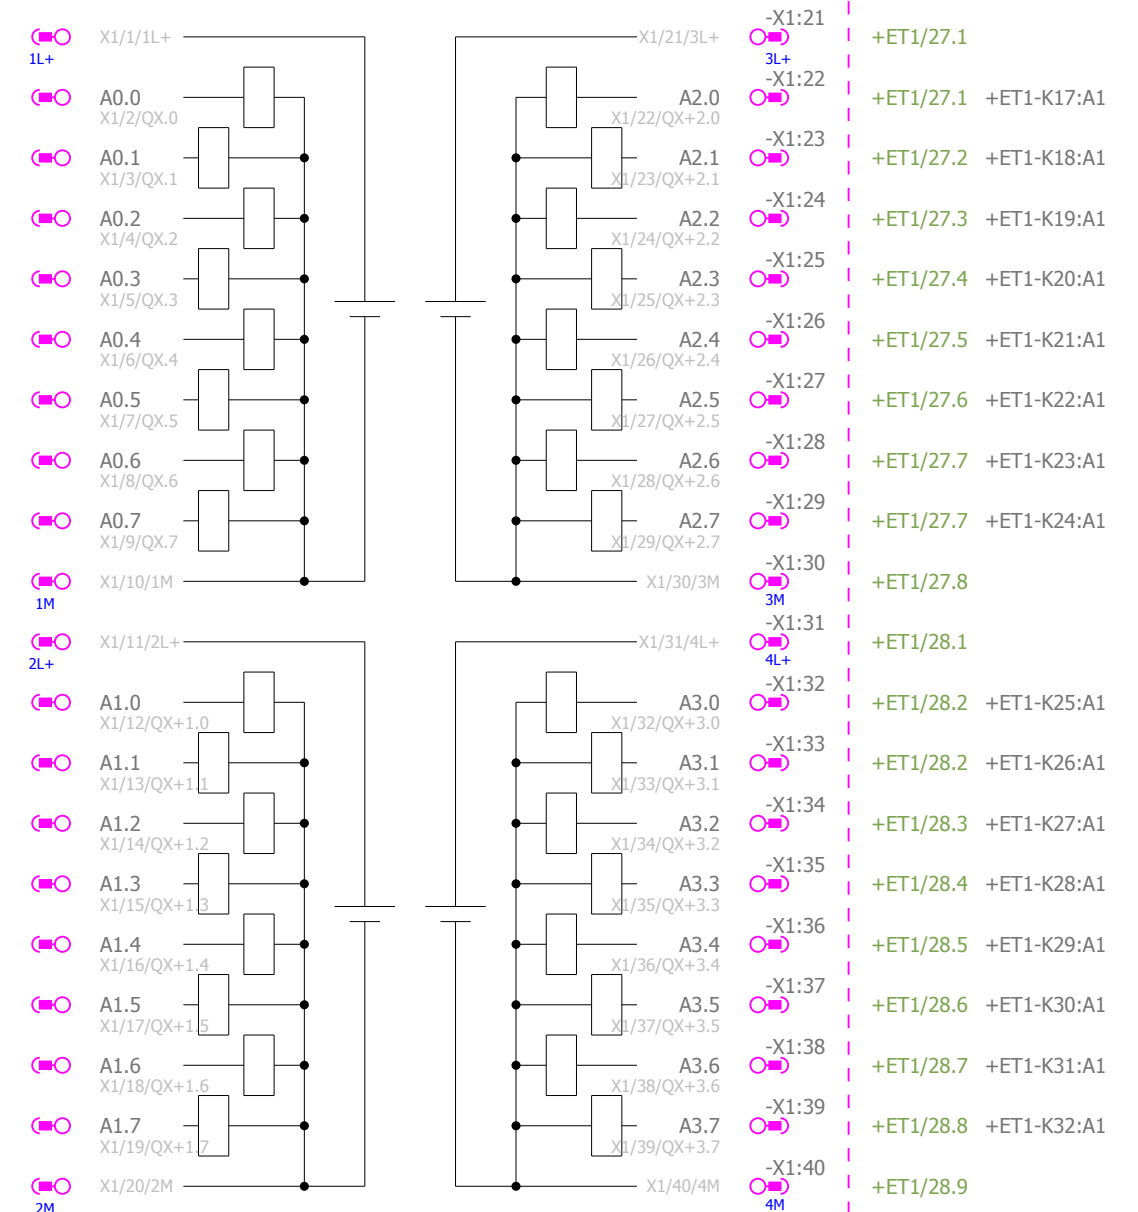 X1/1/1L+ X1/21/3L+ -X1:21 +ET1/27.1
1L+ 3L+
A0.0 A2.0 -X1:22 +ET1/27.1 +ET1-K17:A1
X1/2/QX.0 X1/22/QX+2.0
A0.1 A2.1 -X1:23 +ET1/27.2 +ET1-K18:A1
X1/3/QX.1 X1/23/QX+2.1
A0.2 A2.2 -X1:24 +ET1/27.3 +ET1-K19:A1
X1/4/QX.2 X1/24/QX+2.2
A0.3 A2.3 -X1:25 +ET1/27.4 +ET1-K20:A1
X1/5/QX.3 X1/25/QX+2.3
A0.4 A2.4 -X1:26 +ET1/27.5 +ET1-K21:A1
X1/6/QX.4 X1/26/QX+2.4
A0.5 A2.5 -X1:27 +ET1/27.6 +ET1-K22:A1
X1/7/QX.5 X1/27/QX+2.5
A0.6 A2.6 -X1:28 +ET1/27.7 +ET1-K23:A1
X1/8/QX.6 X1/28/QX+2.6
A0.7 A2.7 -X1:29 +ET1/27.7 +ET1-K24:A1
X1/9/QX.7 X1/29/QX+2.7
X1/10/1M X1/30/3M -X1:30 +ET1/27.8
1M 3M
X1/11/2L+ X1/31/4L+ -X1:31 +ET1/28.1
2L+ 4L+
A1.0 A3.0 -X1:32 +ET1/28.2 +ET1-K25:A1
X1/12/QX+1.0 X1/32/QX+3.0
A1.1 A3.1 -X1:33 +ET1/28.2 +ET1-K26:A1
X1/13/QX+1.1 X1/33/QX+3.1
A1.2 A3.2 -X1:34 +ET1/28.3 +ET1-K27:A1
X1/14/QX+1.2 X1/34/QX+3.2
A1.3 A3.3 -X1:35 +ET1/28.4 +ET1-K28:A1
X1/15/QX+1.3 X1/35/QX+3.3
A1.4 A3.4 -X1:36 +ET1/28.5 +ET1-K29:A1
X1/16/QX+1.4 X1/36/QX+3.4
A1.5 A3.5 -X1:37 +ET1/28.6 +ET1-K30:A1
X1/17/QX+1.5 X1/37/QX+3.5
A1.6 A3.6 -X1:38 +ET1/28.7 +ET1-K31:A1
X1/18/QX+1.6 X1/38/QX+3.6
A1.7 A3.7 -X1:39 +ET1/28.8 +ET1-K32:A1
X1/19/QX+1.7 X1/39/QX+3.7
X1/20/2M X1/40/4M -X1:40 +ET1/28.9
2M 4M